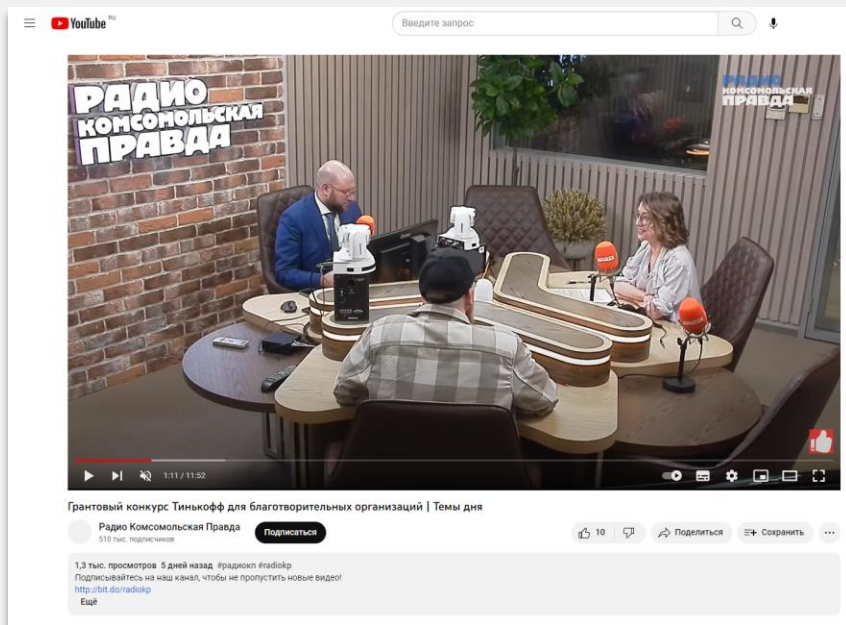 YouTube RU
Введите запрос
РАДИО
КОМСОМОЛЬСКАЯ
ПРАВДА
РАДИО
КОМСОМОЛЬСКАЯ
ПРАВДА
1:11 / 11:52
Грантовый конкурс Тинькофф для благотворительных организаций | Темы дня
Радио Комсомольская Правда
510 тыс. подписчиков
Подписаться
10
Поделиться
Сохранить
1,3 тыс. просмотров 5 дней назад #радиокп #radiokp
Подписывайтесь на наш канал, чтобы не пропустить новые видео!
http://bit.do/radiokp
Ещё